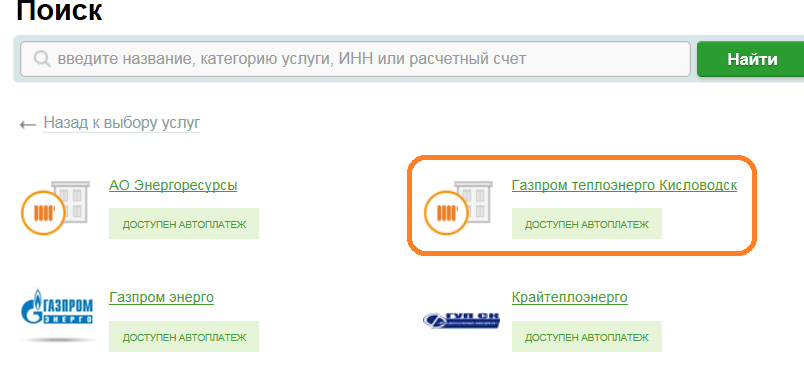 Поиск
введите название, категорию услуги, ИНН или расчетный счет
Найти
← Назад к выбору услуг
АО Энергоресурсы
ДОСТУПЕН АВТОПЛАТЕЖ
Газпром теплоэнерго Кисловодск
ДОСТУПЕН АВТОПЛАТЕЖ
ГАЗПРОМ
ЭНЕРГО
Газпром энерго
ДОСТУПЕН АВТОПЛАТЕЖ
ГУП СК
Крайтеплоэнерго
ДОСТУПЕН АВТОПЛАТЕЖ